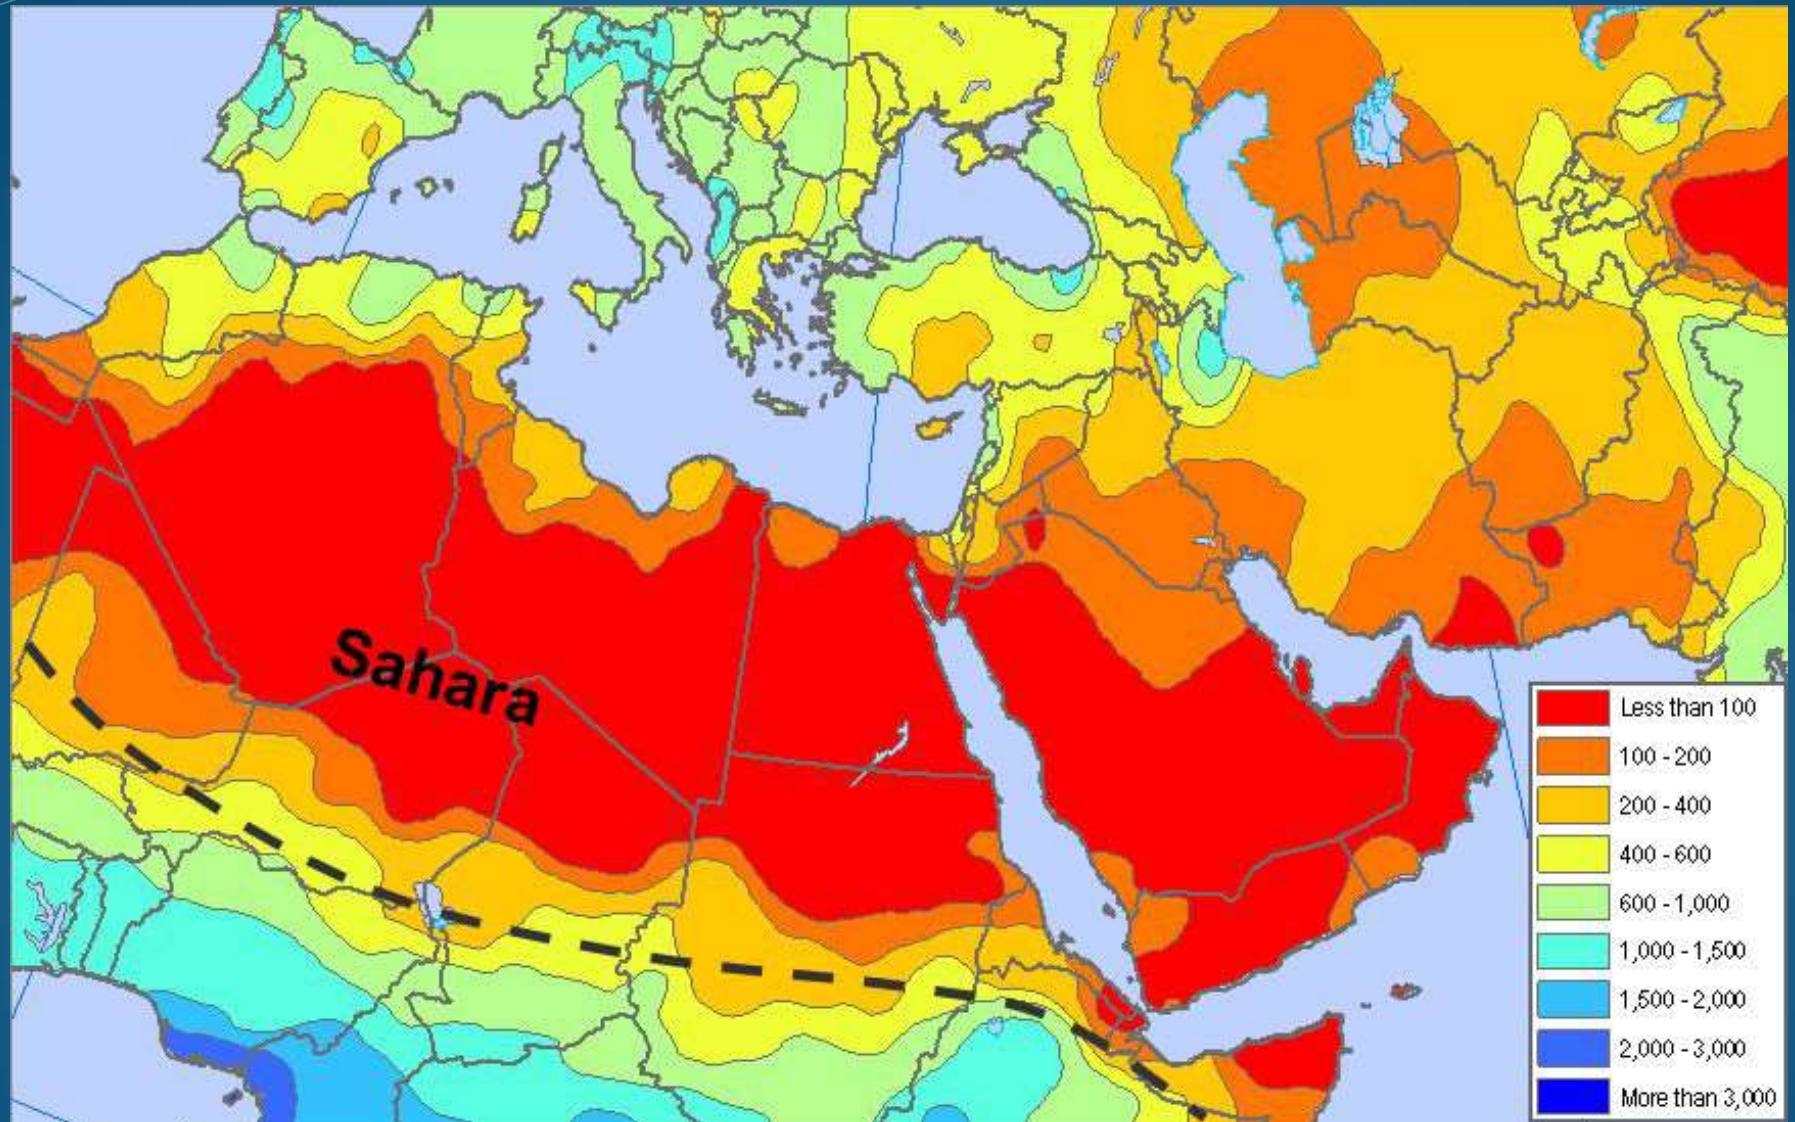 Sahara
Less than 100
100 - 200
200 - 400
400 - 600
600 - 1,000
1,000 - 1,500
1,500 - 2,000
2,000 - 3,000
More than 3,000